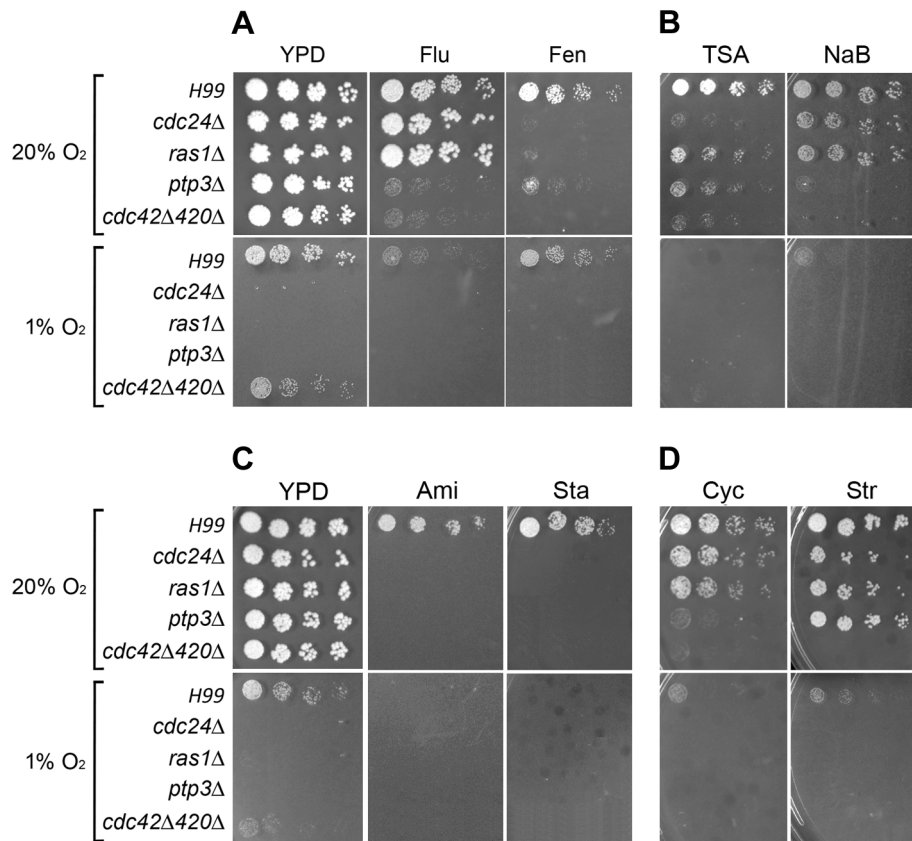 A
B
YPD
Flu
Fen
TSA
NaB
20% O₂
H99
cdc24Δ
ras1Δ
ptp3Δ
cdc42Δ420Δ
1% O₂
H99
cdc24Δ
ras1Δ
ptp3Δ
cdc42Δ420Δ
C
D
YPD
Ami
Sta
Cyc
Str
20% O₂
H99
cdc24Δ
ras1Δ
ptp3Δ
cdc42Δ420Δ
1% O₂
H99
cdc24Δ
ras1Δ
ptp3Δ
cdc42Δ420Δ